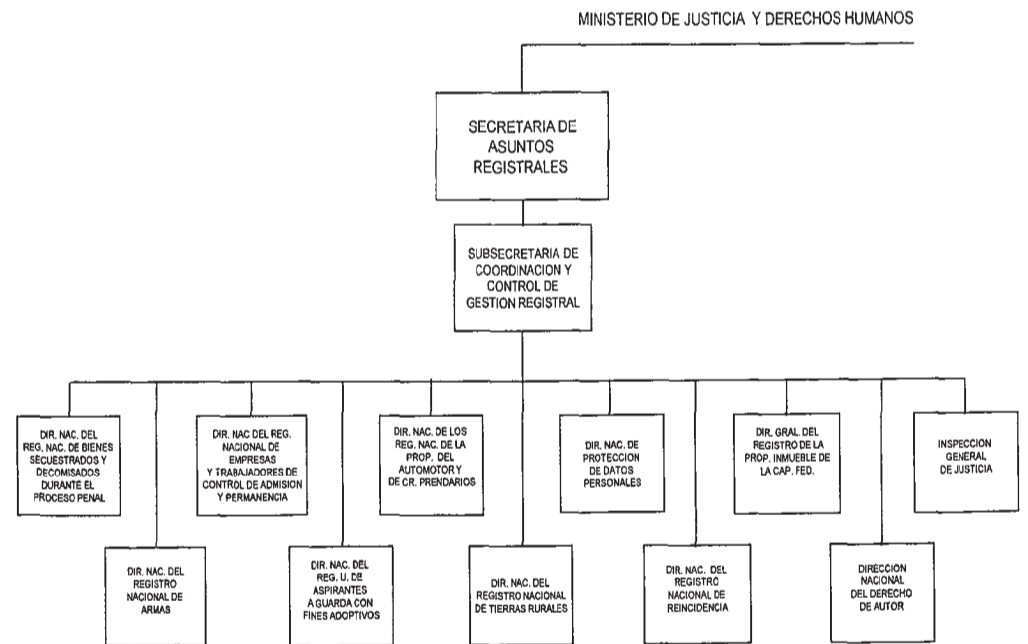 MINISTERIO DE JUSTICIA Y DERECHOS HUMANOS
SECRETARIA DE
ASUNTOS
REGISTRALES
SUBSECRETARIA DE
COORDINACION Y
CONTROL DE
GESTION REGISTRAL
DIR. NAC. DEL
REG. NAC. DE BIENES
SECUESTRADOS Y
DECOMISADOS
DURANTE EL
PROCESO PENAL
DIR. NAC DEL REG.
NACIONAL DE
EMPRESAS
Y TRABAJADORES DE
CONTROL DE ADMISION
Y PERMANENCIA
DIR. NAC. DE LOS
REG. NAC. DE LA
PROP. DEL
AUTOMOTOR Y
DE CR. PRENDARIOS
DIR. NAC. DE
PROTECCION
DE DATOS
PERSONALES
DIR. GRAL DEL
REGISTRO DE LA
PROP. INMUEBLE DE
LA CAP. FED.
INSPECCION
GENERAL
DE JUSTICIA
DIR. NAC. DEL
REGISTRO
NACIONAL DE
ARMAS
DIR. NAC. DEL
REG. U. DE
ASPIRANTES
A GUARDA CON
FINES ADOPTIVOS
DIR. NAC. DEL
REGISTRO NACIONAL
DE TIERRAS RURALES
DIR. NAC. DEL
REGISTRO
NACIONAL DE
REINCIDENCIA
DIRECCION
NACIONAL
DEL DERECHO
DE AUTOR